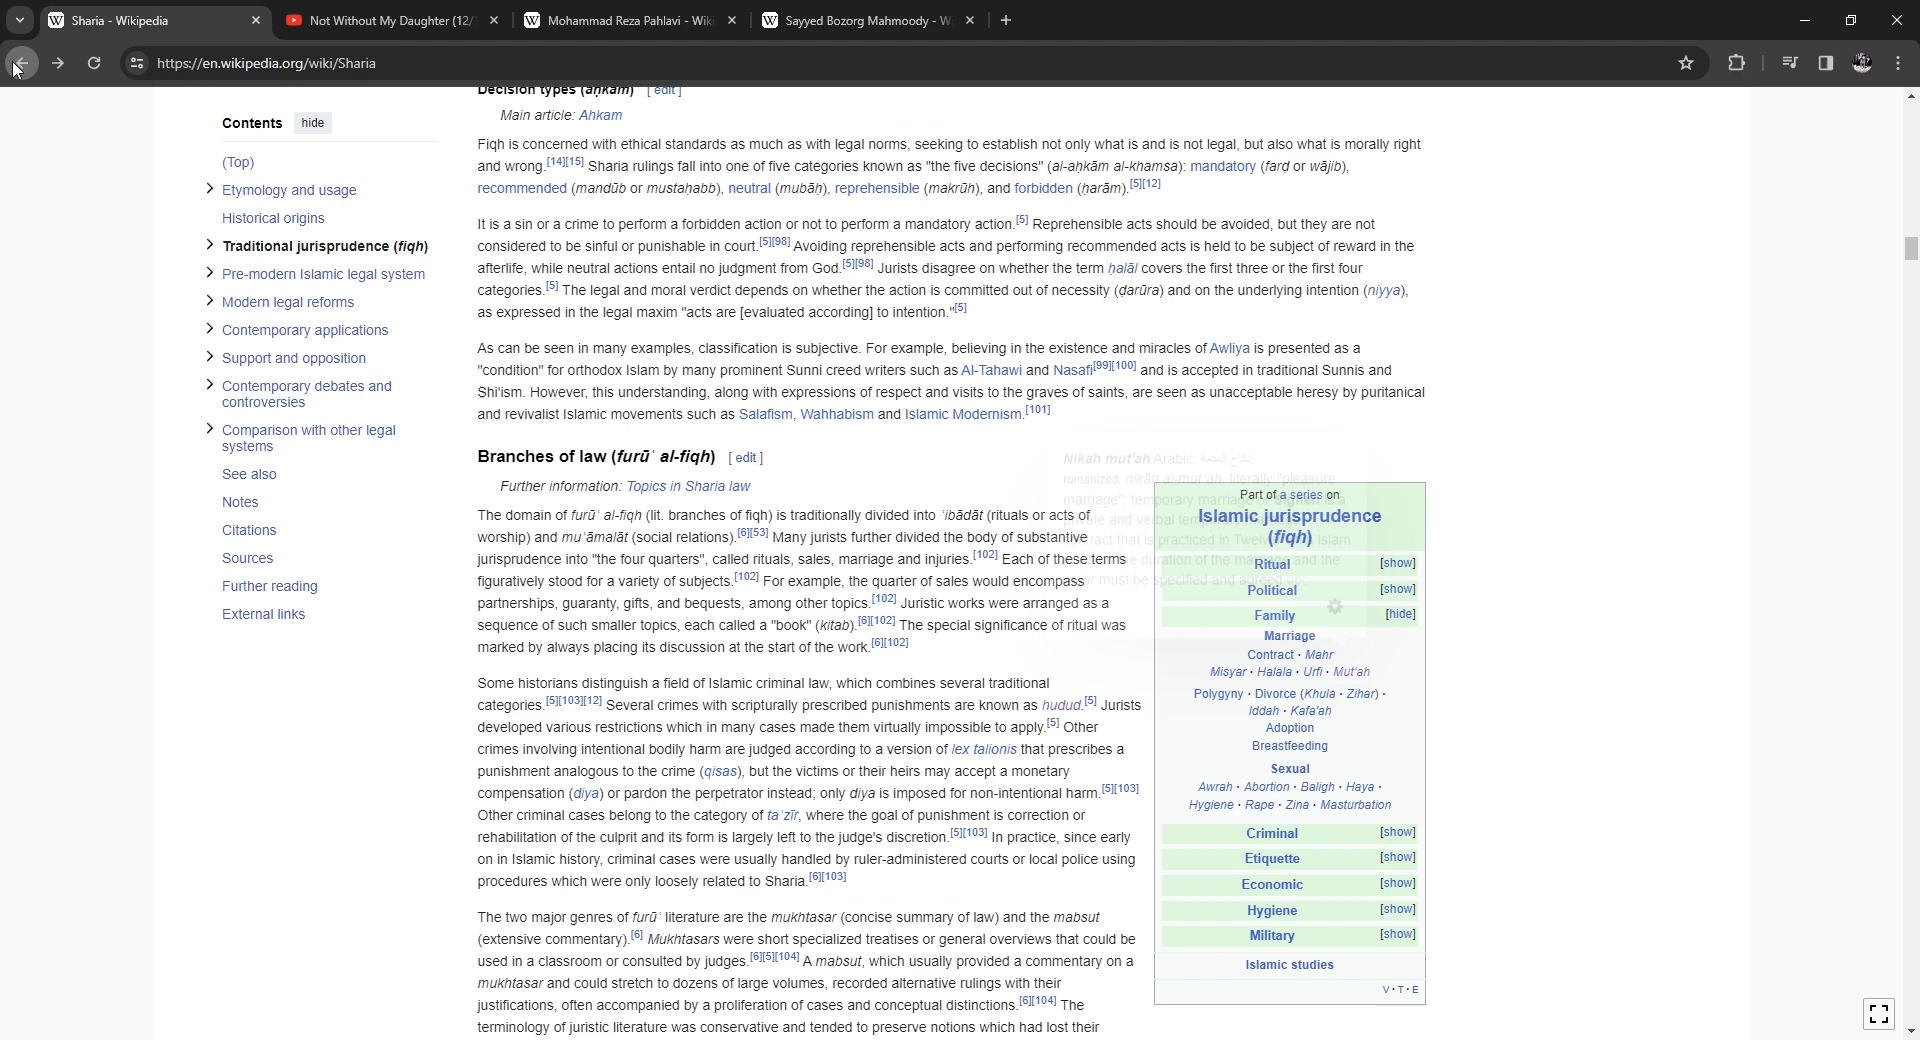 Sharia - Wikipedia
Not Without My Daughter (12/
Mohammad Reza Pahlavi - Wik
Sayyed Bozorg Mahmoody - W
https://en.wikipedia.org/wiki/Sharia
Contents hide
(Top)
Etymology and usage
Historical origins
Traditional jurisprudence (fiqh)
Pre-modern Islamic legal system
Modern legal reforms
Contemporary applications
Support and opposition
Contemporary debates and
controversies
Comparison with other legal
systems
See also
Notes
Citations
Sources
Further reading
External links
Decision types (aḥkām) [ edit ]
Main article: Ahkam
Fiqh is concerned with ethical standards as much as with legal norms, seeking to establish not only what is and is not legal, but also what is morally right
and wrong.[14][15] Sharia rulings fall into one of five categories known as "the five decisions" (al-aḥkām al-khamsa): mandatory (farḍ or wājib),
recommended (mandūb or mustaḥabb), neutral (mubāḥ), reprehensible (makrūh), and forbidden (ḥarām).[5][12]
It is a sin or a crime to perform a forbidden action or not to perform a mandatory action.[5] Reprehensible acts should be avoided, but they are not
considered to be sinful or punishable in court.[5][98] Avoiding reprehensible acts and performing recommended acts is held to be subject of reward in the
afterlife, while neutral actions entail no judgment from God.[5][98] Jurists disagree on whether the term ḥalāl covers the first three or the first four
categories.[5] The legal and moral verdict depends on whether the action is committed out of necessity (ḍarūra) and on the underlying intention (niyya),
as expressed in the legal maxim "acts are [evaluated according] to intention."[5]
As can be seen in many examples, classification is subjective. For example, believing in the existence and miracles of Awliya is presented as a
"condition" for orthodox Islam by many prominent Sunni creed writers such as Al-Tahawi and Nasafi[99][100] and is accepted in traditional Sunnis and
Shi'ism. However, this understanding, along with expressions of respect and visits to the graves of saints, are seen as unacceptable heresy by puritanical
and revivalist Islamic movements such as Salafism, Wahhabism and Islamic Modernism.[101]
Branches of law (furūʿ al-fiqh) [ edit ]
Further information: Topics in Sharia law
The domain of furūʿ al-fiqh (lit. branches of fiqh) is traditionally divided into ʿibādāt (rituals or acts of
worship) and muʿāmalāt (social relations).[6][53] Many jurists further divided the body of substantive
jurisprudence into "the four quarters", called rituals, sales, marriage and injuries.[102] Each of these terms
figuratively stood for a variety of subjects.[102] For example, the quarter of sales would encompass
partnerships, guaranty, gifts, and bequests, among other topics.[102] Juristic works were arranged as a
sequence of such smaller topics, each called a "book" (kitab).[6][102] The special significance of ritual was
marked by always placing its discussion at the start of the work.[6][102]
Some historians distinguish a field of Islamic criminal law, which combines several traditional
categories.[5][103][12] Several crimes with scripturally prescribed punishments are known as hudud.[5] Jurists
developed various restrictions which in many cases made them virtually impossible to apply.[5] Other
crimes involving intentional bodily harm are judged according to a version of lex talionis that prescribes a
punishment analogous to the crime (qisas), but the victims or their heirs may accept a monetary
compensation (diya) or pardon the perpetrator instead; only diya is imposed for non-intentional harm.[5][103]
Other criminal cases belong to the category of taʿzīr, where the goal of punishment is correction or
rehabilitation of the culprit and its form is largely left to the judge's discretion.[5][103] In practice, since early
on in Islamic history, criminal cases were usually handled by ruler-administered courts or local police using
procedures which were only loosely related to Sharia.[6][103]
The two major genres of furūʿ literature are the mukhtasar (concise summary of law) and the mabsut
(extensive commentary).[6] Mukhtasars were short specialized treatises or general overviews that could be
used in a classroom or consulted by judges.[6][5][104] A mabsut, which usually provided a commentary on a
mukhtasar and could stretch to dozens of large volumes, recorded alternative rulings with their
justifications, often accompanied by a proliferation of cases and conceptual distinctions.[6][104] The
terminology of juristic literature was conservative and tended to preserve notions which had lost their
Nikah mut'ah Arabic: نكاح المتعة,
romanized: nikāḥ al-mutʿah, literally "pleasure
marriage"; temporary marriage
private and verbal
that is practiced in
duration of the marriage and the
must be specified and agreed
Part of a series on
Islamic jurisprudence
(fiqh)
Ritual [show]
Political [show]
Family [hide]
Marriage
Contract · Mahr
Misyar · Halala · Urfi · Mut'ah
Polygyny · Divorce (Khula · Zihar) ·
Iddah · Kafa'ah
Adoption
Breastfeeding
Sexual
Awrah · Abortion · Baligh · Haya ·
Hygiene · Rape · Zina · Masturbation
Criminal [show]
Etiquette [show]
Economic [show]
Hygiene [show]
Military [show]
Islamic studies
V · T · E